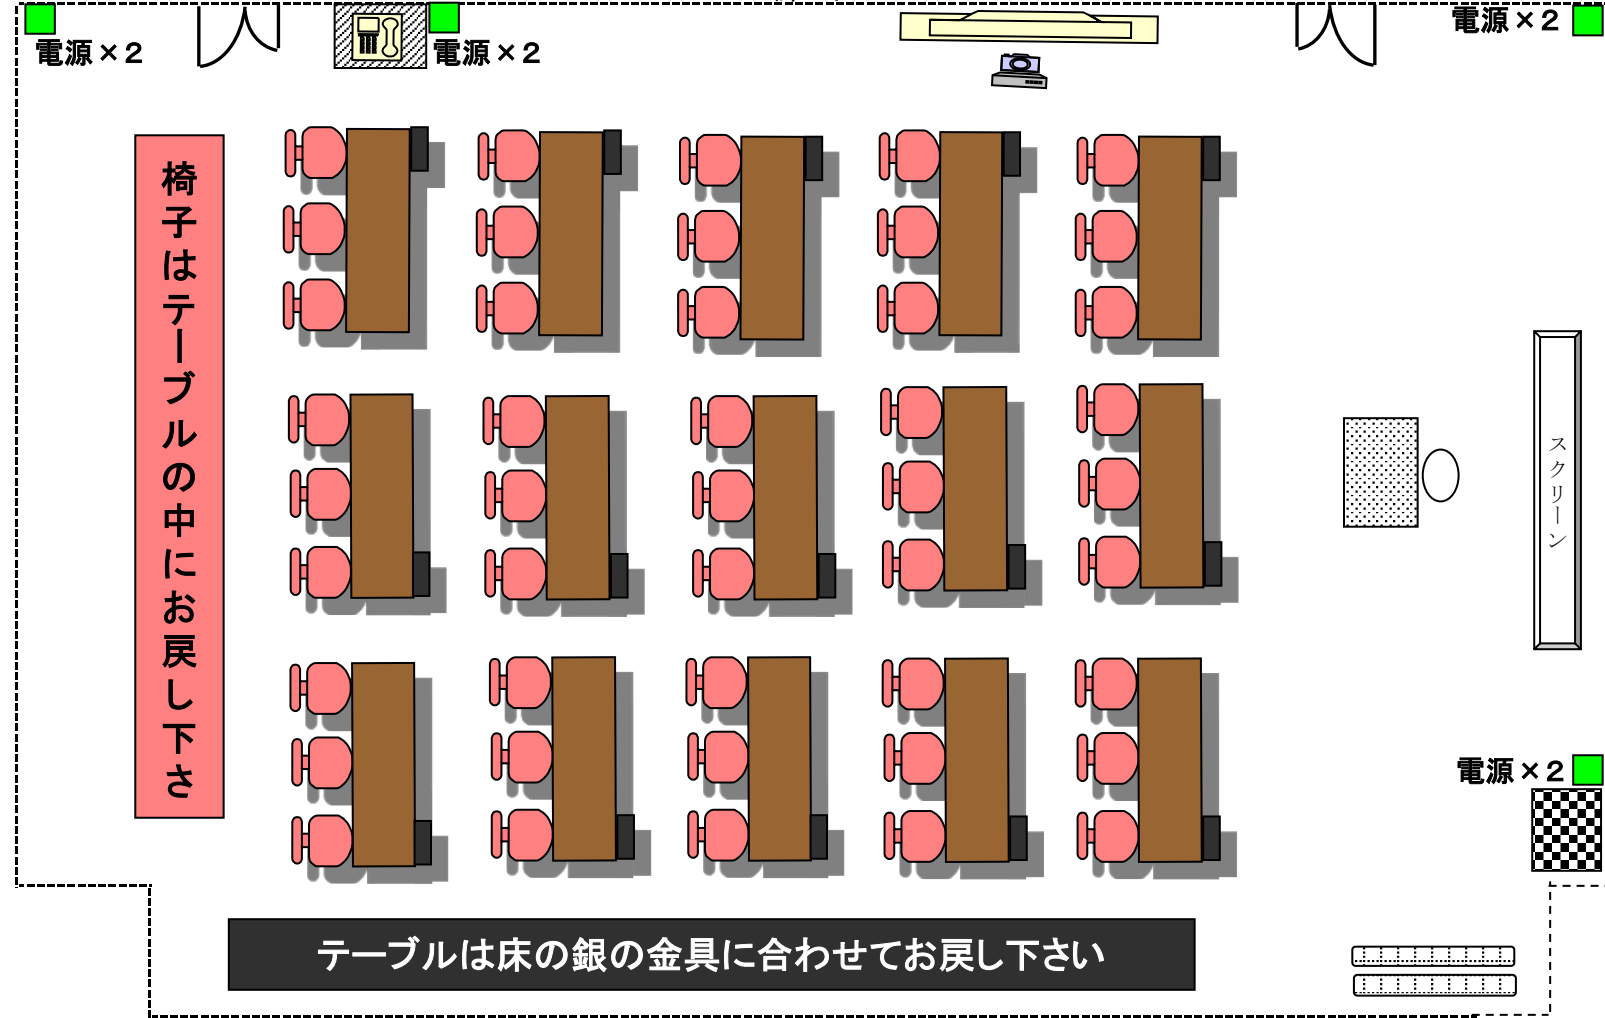 電源×２
電源×２
電源×２
椅子はテーブルの中にお戻し下さ
スクリーン
電源×２
テーブルは床の銀の金具に合わせてお戻し下さい